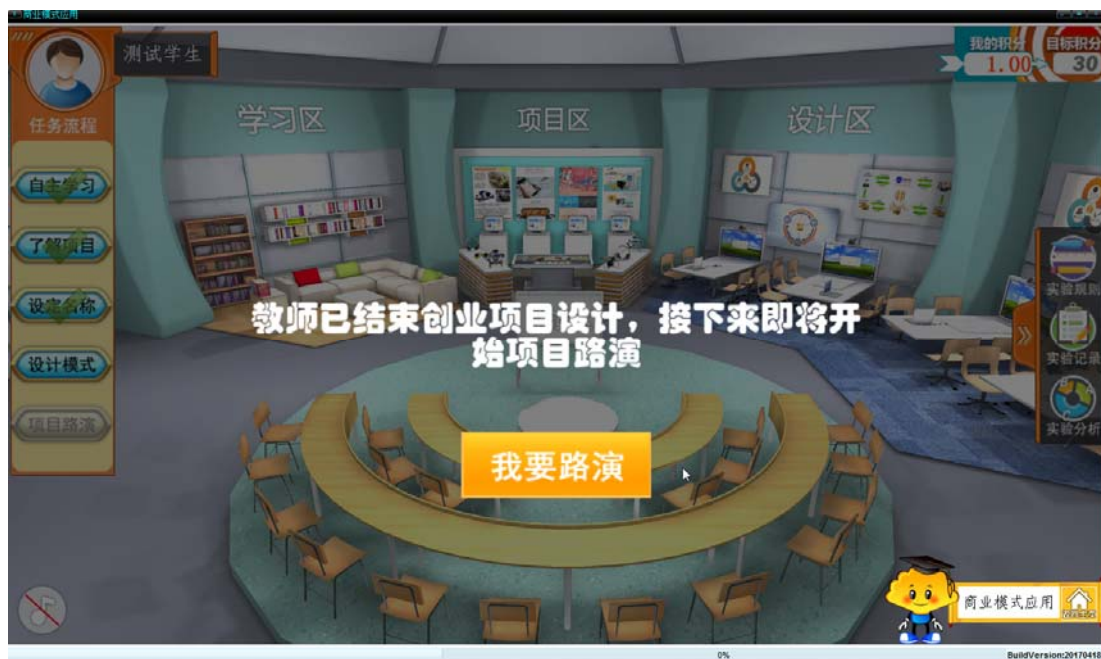 商业模式应用
测试学生
我的积分
1.00
目标积分
30
任务流程
自主学习
了解项目
设定名称
设计模式
项目路演
学习区
项目区
设计区
教师已结束创业项目设计，接下来即将开
始项目路演
我要路演
实验规则
实验记录
实验分析
商业模式应用
0%
BuildVersion:20170418